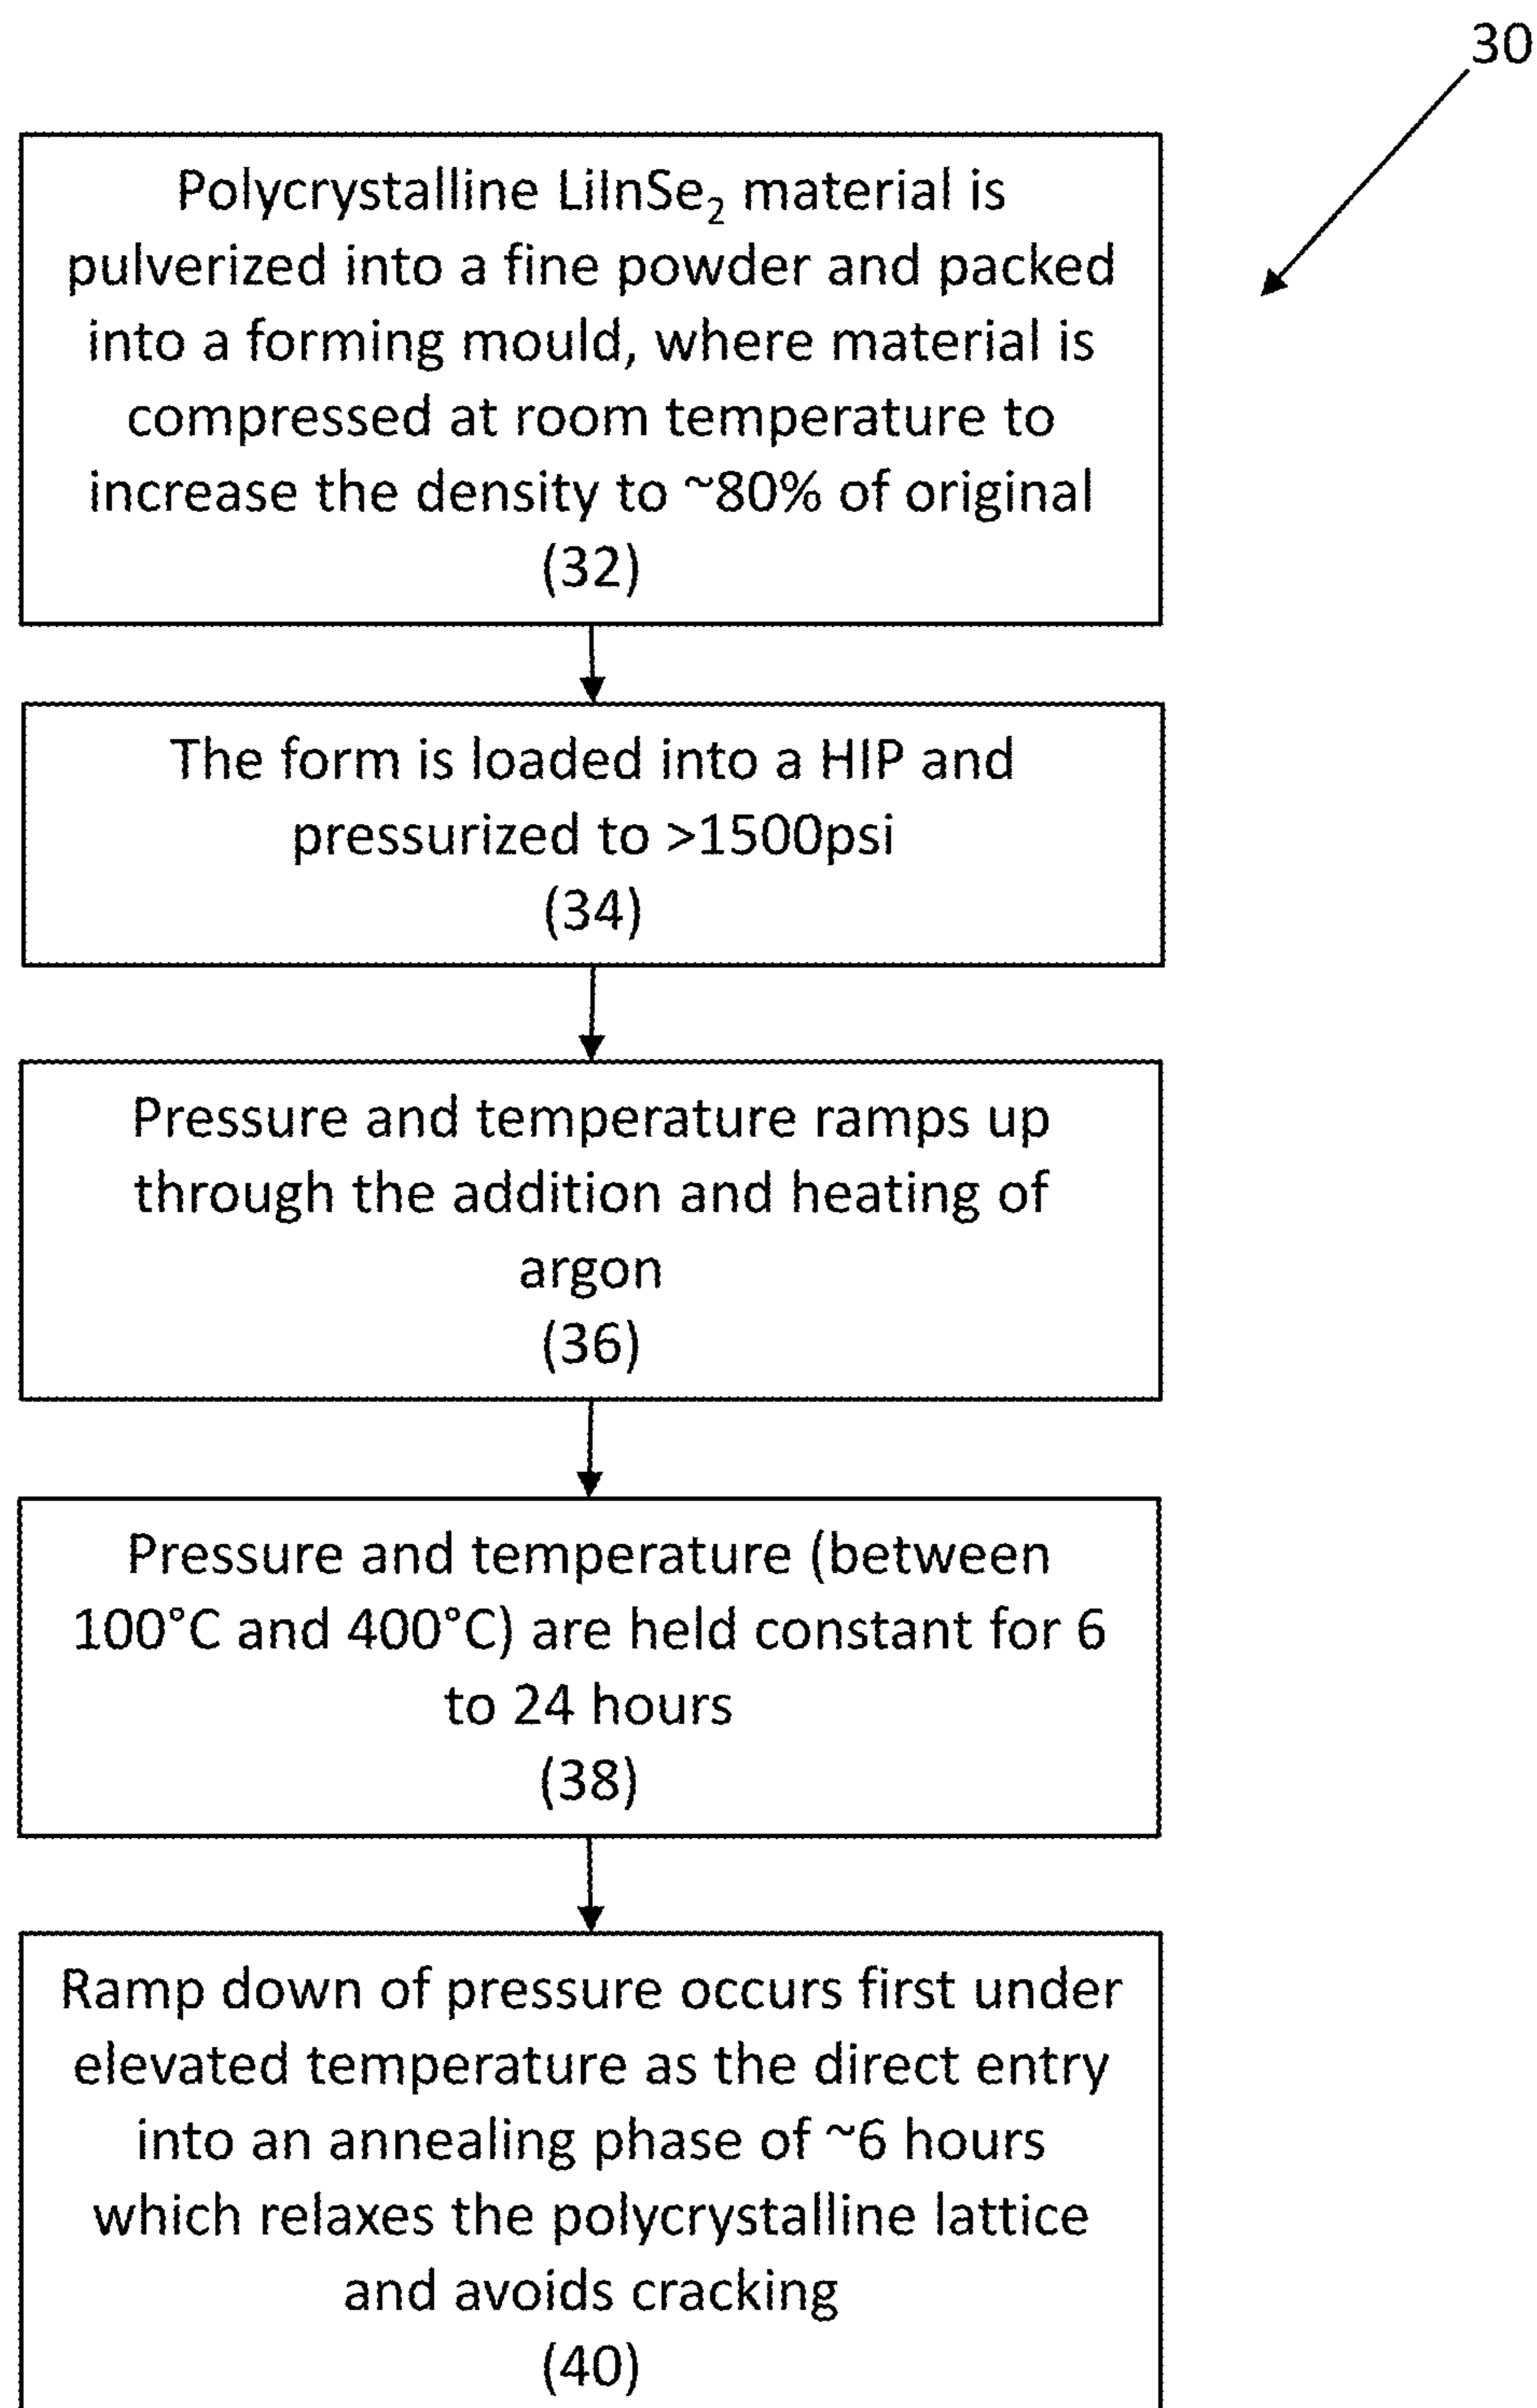 30
Polycrystalline LiInSe₂ material is
pulverized into a fine powder and packed
into a forming mould, where material is
compressed at room temperature to
increase the density to ~80% of original
(32)
The form is loaded into a HIP and
pressurized to >1500psi
(34)
Pressure and temperature ramps up
through the addition and heating of
argon
(36)
Pressure and temperature (between
100°C and 400°C) are held constant for 6
to 24 hours
(38)
Ramp down of pressure occurs first under
elevated temperature as the direct entry
into an annealing phase of ~6 hours
which relaxes the polycrystalline lattice
and avoids cracking
(40)